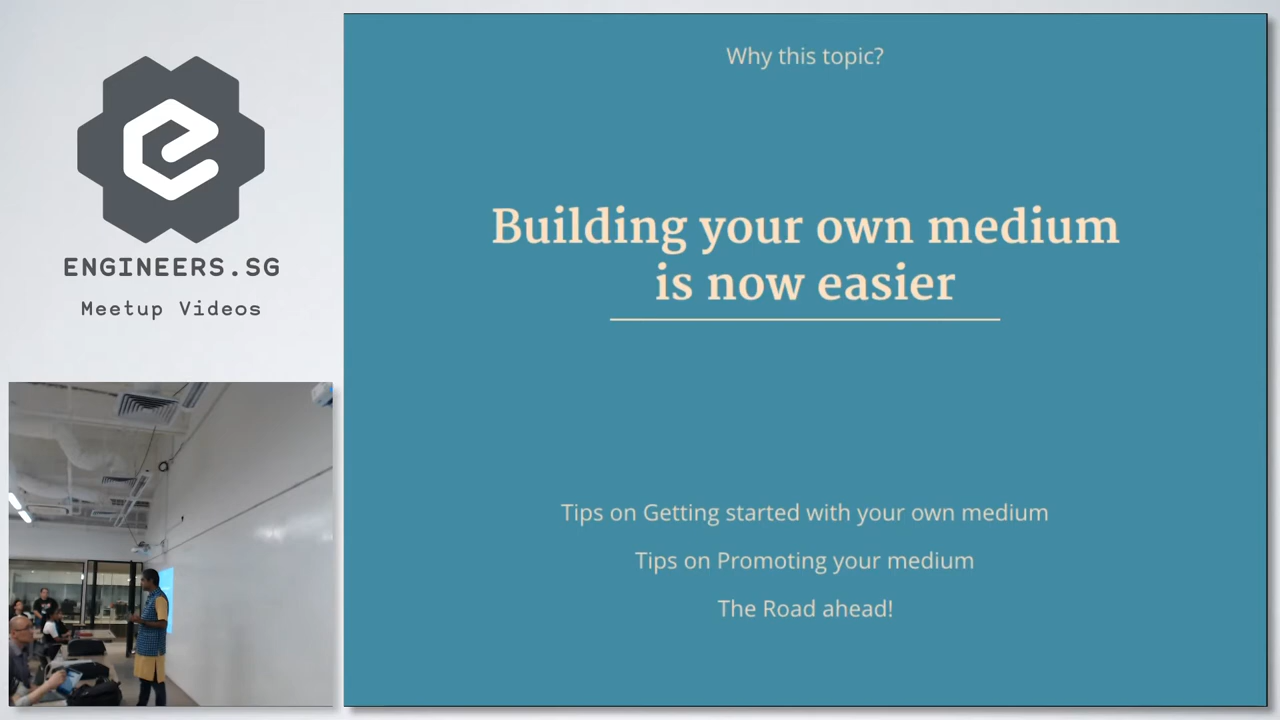 ENGINEERS.SG
Meetup Videos
Why this topic?
Building your own medium
is now easier
Tips on Getting started with your own medium
Tips on Promoting your medium
The Road ahead!